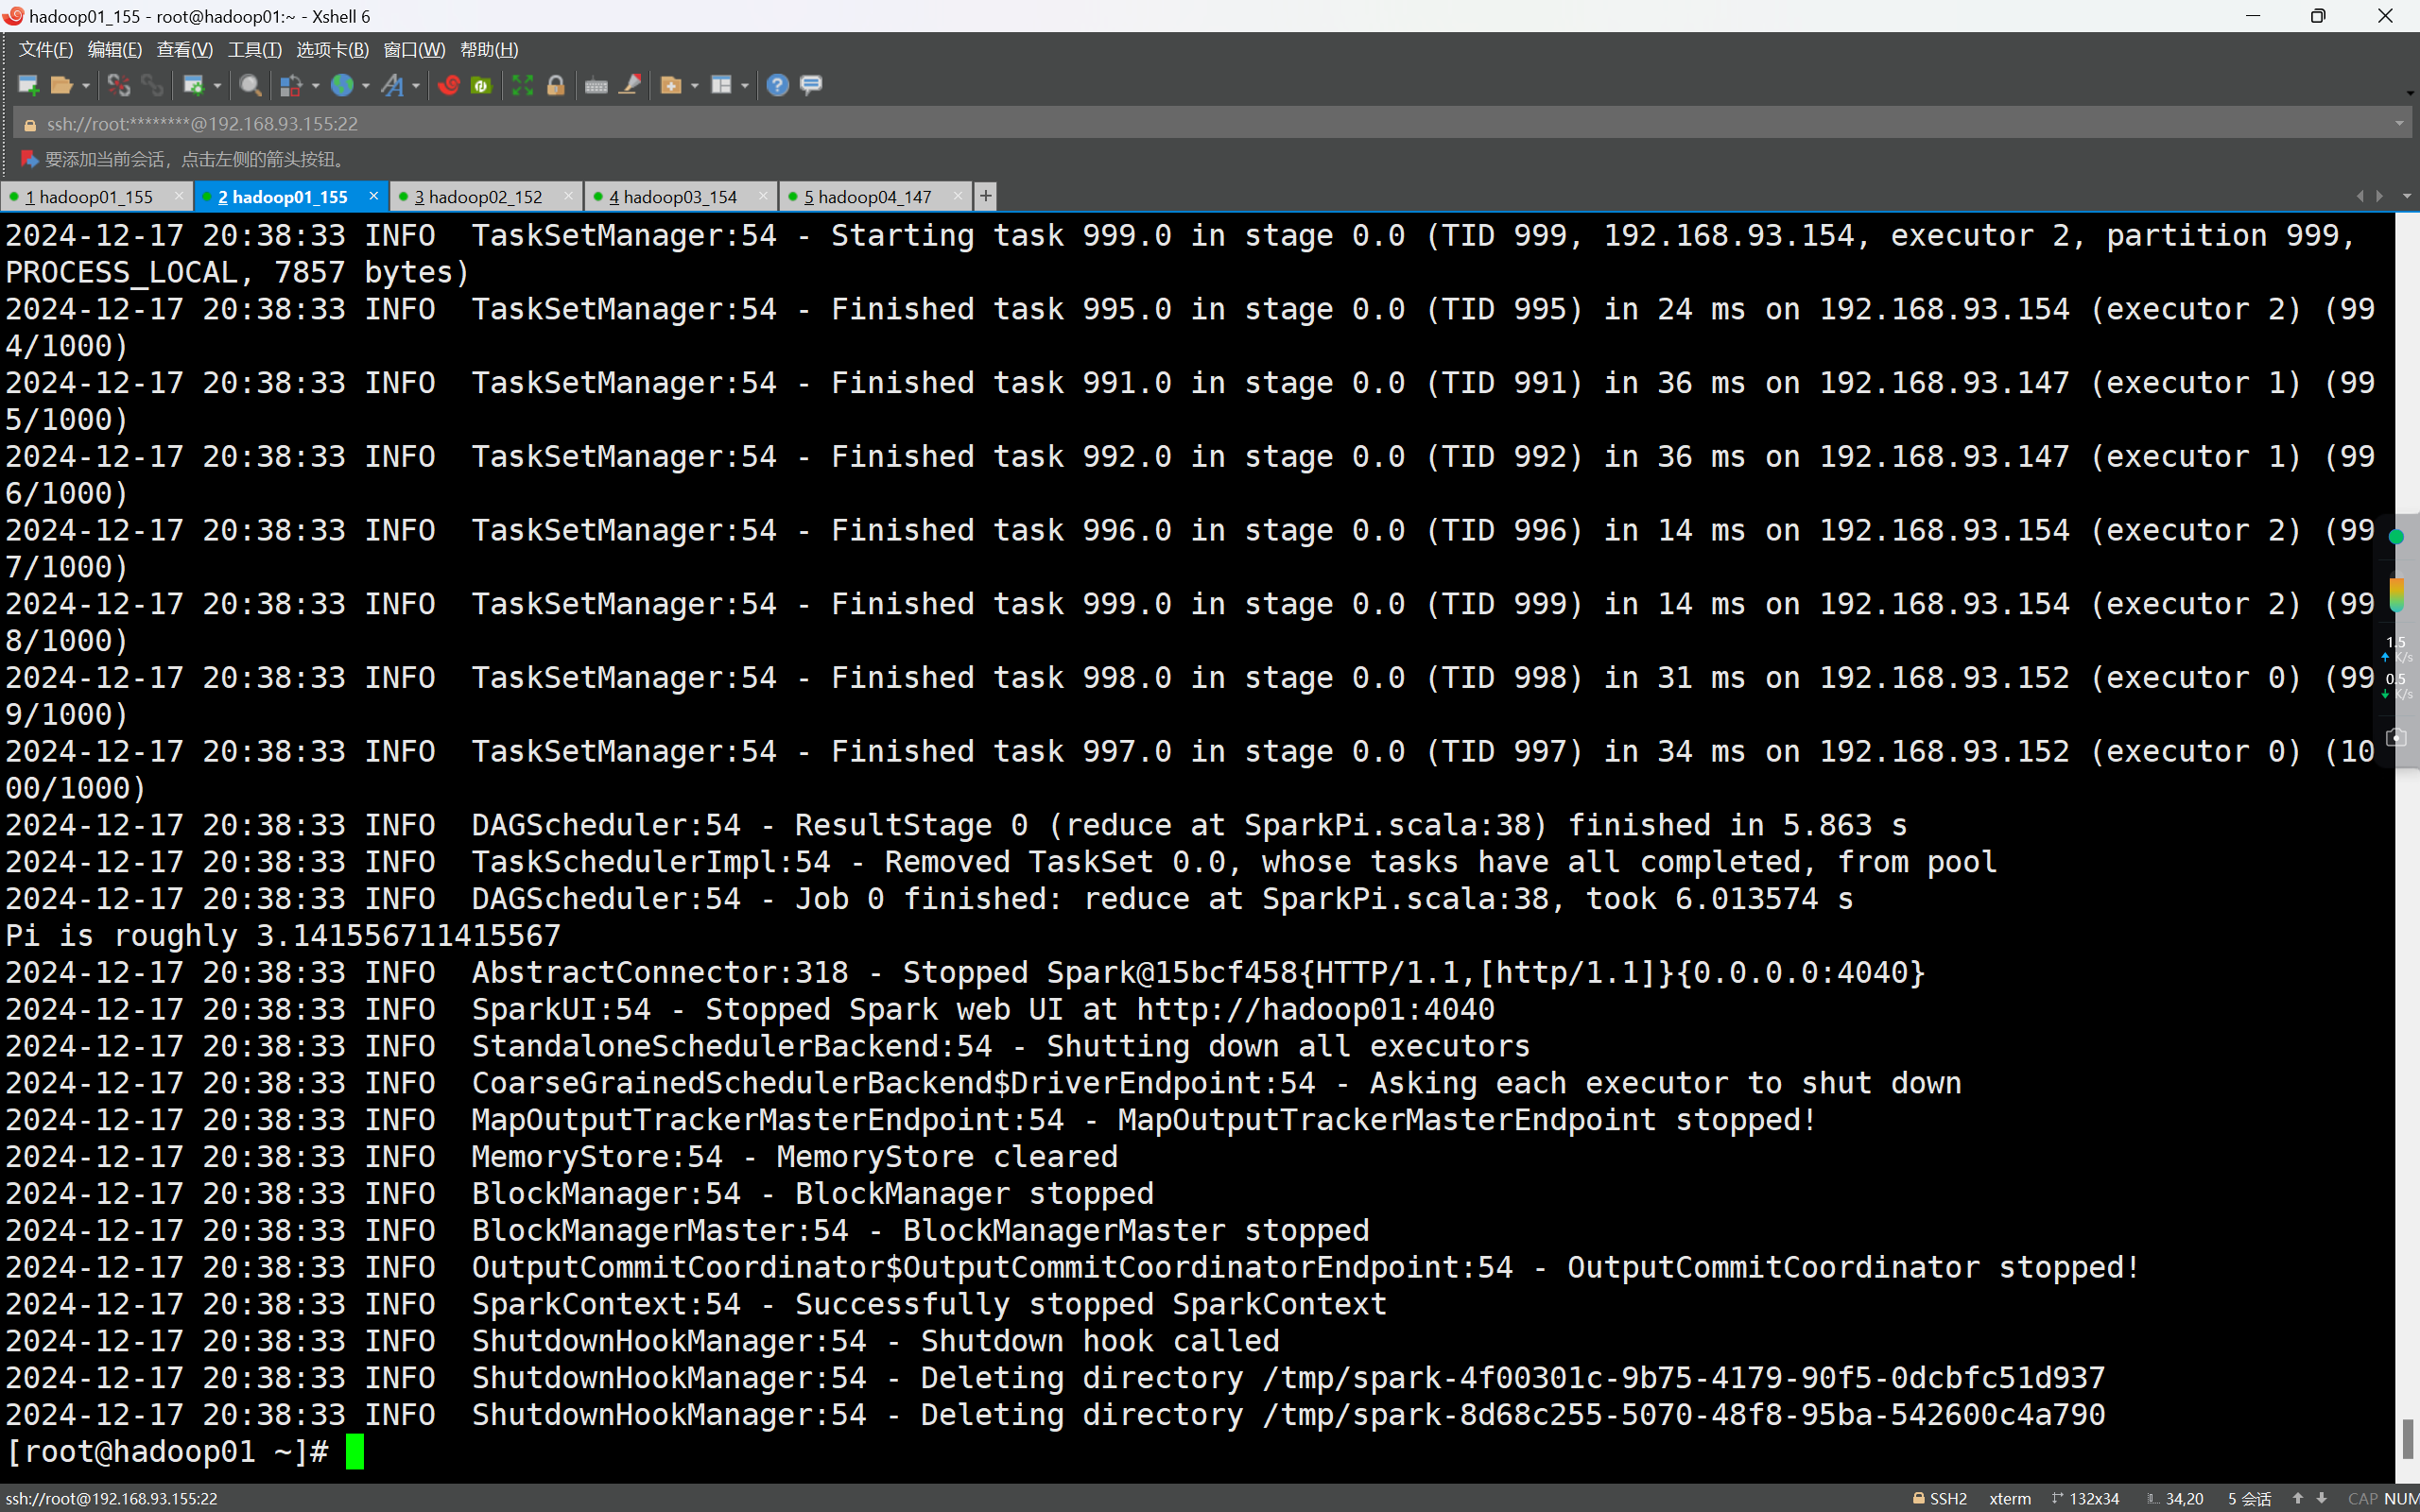 hadoop01_155 - root@hadoop01:~ - Xshell 6
文件(F) 编辑(E) 查看(V) 工具(T) 选项卡(B) 窗口(W) 帮助(H)
ssh://root:********@192.168.93.155:22
要添加当前会话，点击左侧的箭头按钮。
1 hadoop01_155 2 hadoop01_155 3 hadoop02_152 4 hadoop03_154 5 hadoop04_147
2024-12-17 20:38:33 INFO  TaskSetManager:54 - Starting task 999.0 in stage 0.0 (TID 999, 192.168.93.154, executor 2, partition 999,
PROCESS_LOCAL, 7857 bytes)
2024-12-17 20:38:33 INFO  TaskSetManager:54 - Finished task 995.0 in stage 0.0 (TID 995) in 24 ms on 192.168.93.154 (executor 2) (99
4/1000)
2024-12-17 20:38:33 INFO  TaskSetManager:54 - Finished task 991.0 in stage 0.0 (TID 991) in 36 ms on 192.168.93.147 (executor 1) (99
5/1000)
2024-12-17 20:38:33 INFO  TaskSetManager:54 - Finished task 992.0 in stage 0.0 (TID 992) in 36 ms on 192.168.93.147 (executor 1) (99
6/1000)
2024-12-17 20:38:33 INFO  TaskSetManager:54 - Finished task 996.0 in stage 0.0 (TID 996) in 14 ms on 192.168.93.154 (executor 2) (99
7/1000)
2024-12-17 20:38:33 INFO  TaskSetManager:54 - Finished task 999.0 in stage 0.0 (TID 999) in 14 ms on 192.168.93.154 (executor 2) (99
8/1000)
2024-12-17 20:38:33 INFO  TaskSetManager:54 - Finished task 998.0 in stage 0.0 (TID 998) in 31 ms on 192.168.93.152 (executor 0) (99
9/1000)
2024-12-17 20:38:33 INFO  TaskSetManager:54 - Finished task 997.0 in stage 0.0 (TID 997) in 34 ms on 192.168.93.152 (executor 0) (10
00/1000)
2024-12-17 20:38:33 INFO  DAGScheduler:54 - ResultStage 0 (reduce at SparkPi.scala:38) finished in 5.863 s
2024-12-17 20:38:33 INFO  TaskSchedulerImpl:54 - Removed TaskSet 0.0, whose tasks have all completed, from pool
2024-12-17 20:38:33 INFO  DAGScheduler:54 - Job 0 finished: reduce at SparkPi.scala:38, took 6.013574 s
Pi is roughly 3.141556711415567
2024-12-17 20:38:33 INFO  AbstractConnector:318 - Stopped Spark@15bcf458{HTTP/1.1,[http/1.1]}{0.0.0.0:4040}
2024-12-17 20:38:33 INFO  SparkUI:54 - Stopped Spark web UI at http://hadoop01:4040
2024-12-17 20:38:33 INFO  StandaloneSchedulerBackend:54 - Shutting down all executors
2024-12-17 20:38:33 INFO  CoarseGrainedSchedulerBackend$DriverEndpoint:54 - Asking each executor to shut down
2024-12-17 20:38:33 INFO  MapOutputTrackerMasterEndpoint:54 - MapOutputTrackerMasterEndpoint stopped!
2024-12-17 20:38:33 INFO  MemoryStore:54 - MemoryStore cleared
2024-12-17 20:38:33 INFO  BlockManager:54 - BlockManager stopped
2024-12-17 20:38:33 INFO  BlockManagerMaster:54 - BlockManagerMaster stopped
2024-12-17 20:38:33 INFO  OutputCommitCoordinator$OutputCommitCoordinatorEndpoint:54 - OutputCommitCoordinator stopped!
2024-12-17 20:38:33 INFO  SparkContext:54 - Successfully stopped SparkContext
2024-12-17 20:38:33 INFO  ShutdownHookManager:54 - Shutdown hook called
2024-12-17 20:38:33 INFO  ShutdownHookManager:54 - Deleting directory /tmp/spark-4f00301c-9b75-4179-90f5-0dcbfc51d937
2024-12-17 20:38:33 INFO  ShutdownHookManager:54 - Deleting directory /tmp/spark-8d68c255-5070-48f8-95ba-542600c4a790
[root@hadoop01 ~]#
1.5
K/s
0.5
K/s
ssh://root@192.168.93.155:22 SSH2 xterm 132x34 34,20 5 会话 CAP NUM